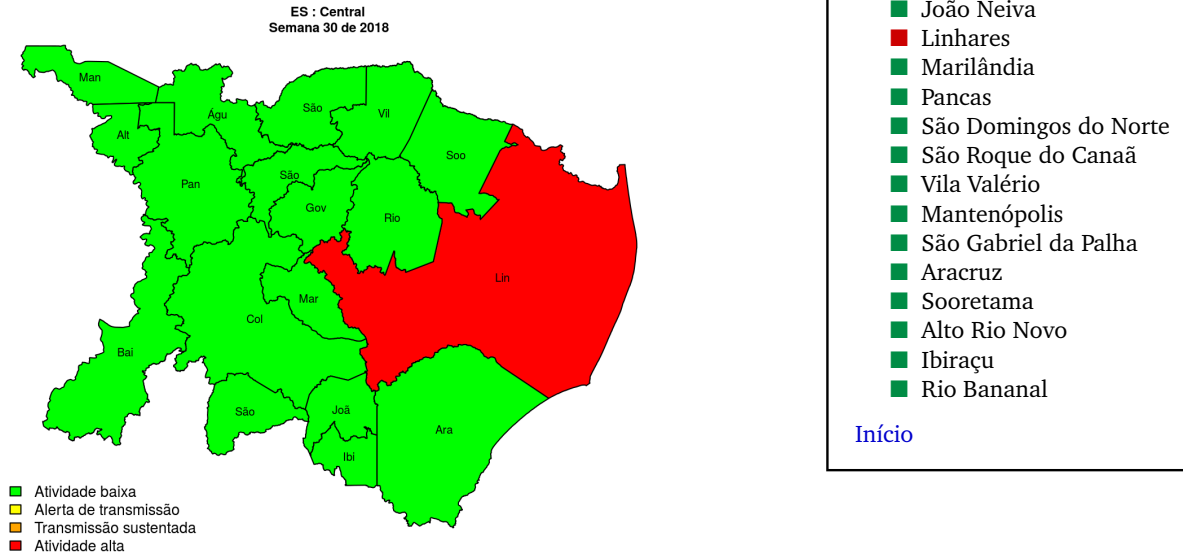 ES : Central
Semana 30 de 2018
Man
Águ
São
Vil
Alt
Soo
São
Pan
Gov
Rio
Lin
Mar
Col
Bai
São
Joã
Ara
Ibi
Atividade baixa
Alerta de transmissão
Transmissão sustentada
Atividade alta
João Neiva
Linhares
Marilândia
Pancas
São Domingos do Norte
São Roque do Canaã
Vila Valério
Mantenópolis
São Gabriel da Palha
Aracruz
Sooretama
Alto Rio Novo
Ibiraçu
Rio Bananal
Início